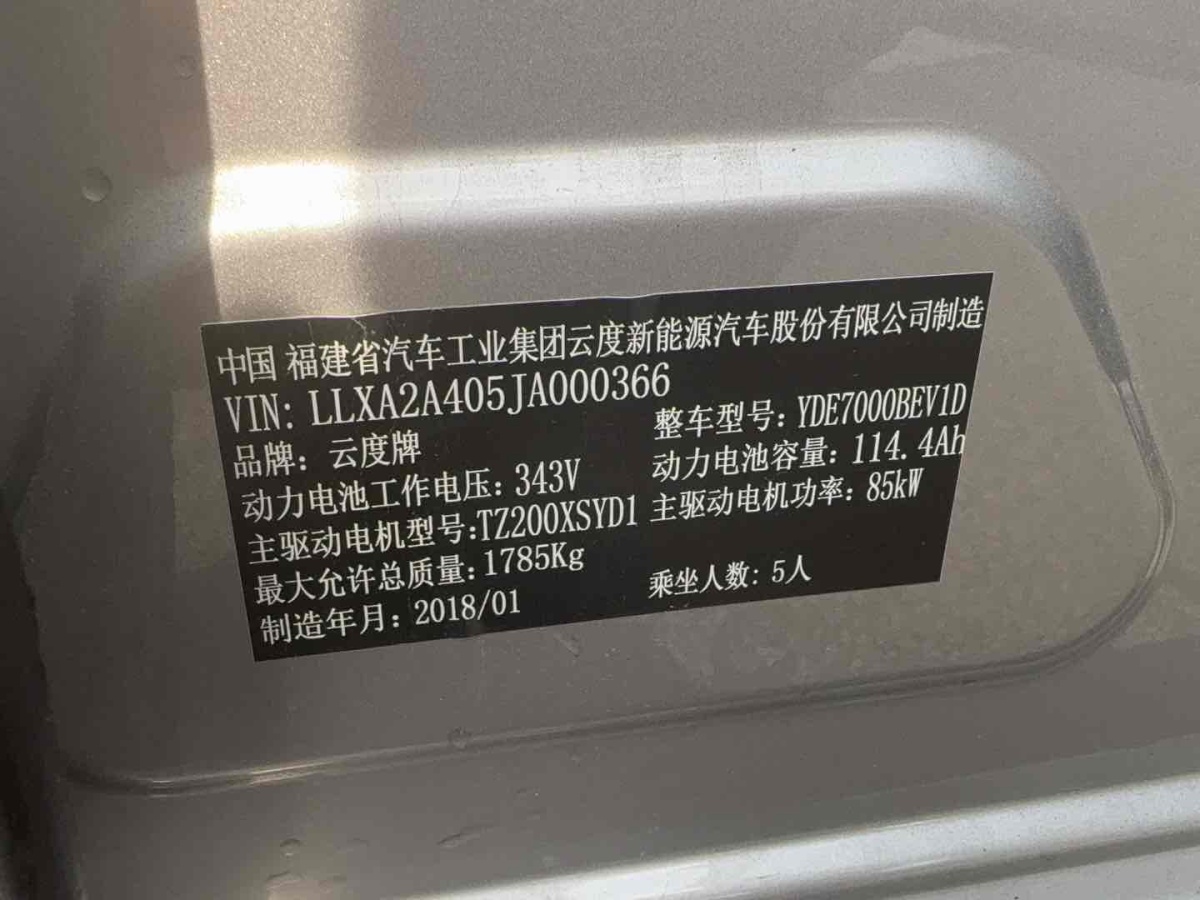 中国 福建省汽车工业集团云度新能源汽车股份有限公司制造
VIN: LLXA2A405JA000366
品牌: 云度牌 整车型号: YDE7000BEV1D
动力电池工作电压: 343V 动力电池容量: 114.4Ah
主驱动电机型号:TZ200XSYD1 主驱动电机功率: 85kW
最大允许总质量: 1785Kg
制造年月: 2018/01 乘坐人数: 5人